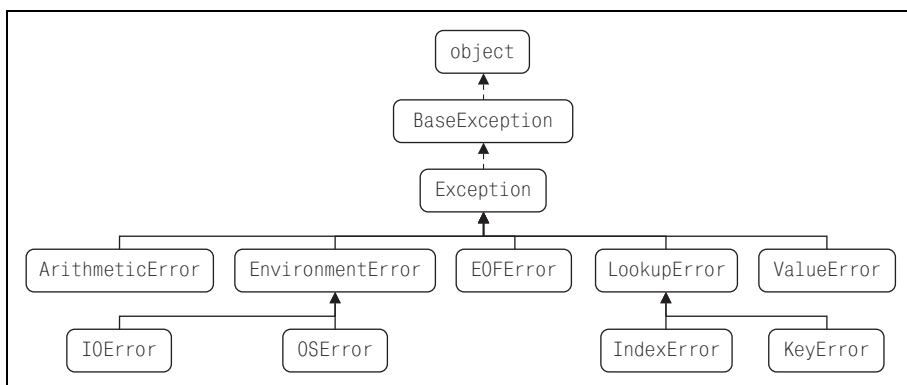 object
BaseException
Exception
ArithmeticError EnvironmentError EOFError LookupError ValueError
IOError OSError IndexError KeyError